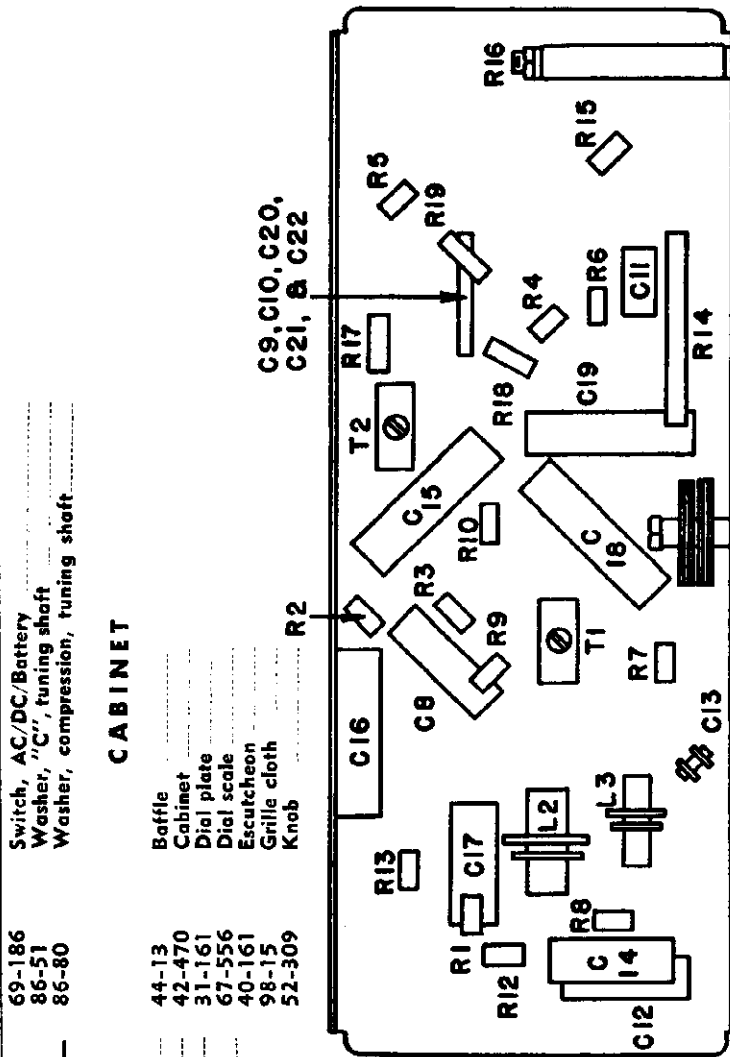 69-186 Switch, AC/DC/Battery
86-51 Washer, "C", tuning shaft
86-80 Washer, compression, tuning shaft
CABINET
44-13 Baffle
42-470 Cabinet
31-161 Dial plate
67-556 Dial scale
40-161 Escutcheon
98-15 Grille cloth
52-309 Knob
R16
R15
R5
R19
C9, C10, C20,
C21, & C22
R17
R4
R6
C11
R14
R18
C19
T2
C15
R10
C18
R2
R3
R9
T1
R7
C8
C16
C13
L3
L2
C17
R13
R1
R8
R12
C14
C12